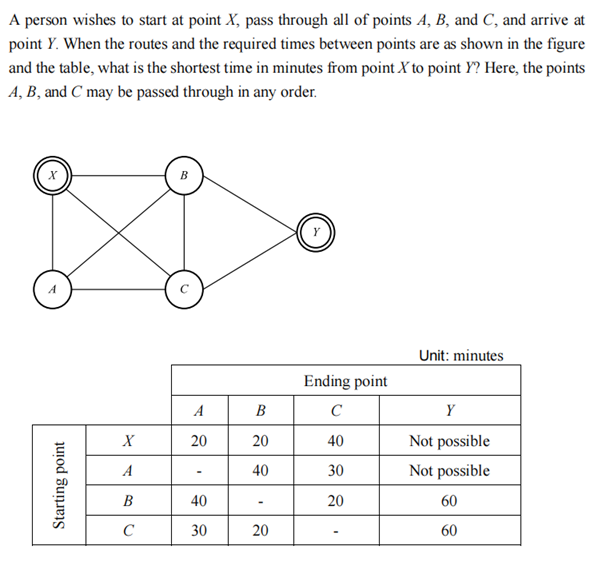 A person wishes to start at point X, pass through all of points A, B, and C, and arrive at
point Y. When the routes and the required times between points are as shown in the figure
and the table, what is the shortest time in minutes from point X to point Y? Here, the points
A, B, and C may be passed through in any order.
X B
Y
A C
Unit: minutes
Ending point
A B C Y
Starting point
X 20 20 40 Not possible
A - 40 30 Not possible
B 40 - 20 60
C 30 20 - 60